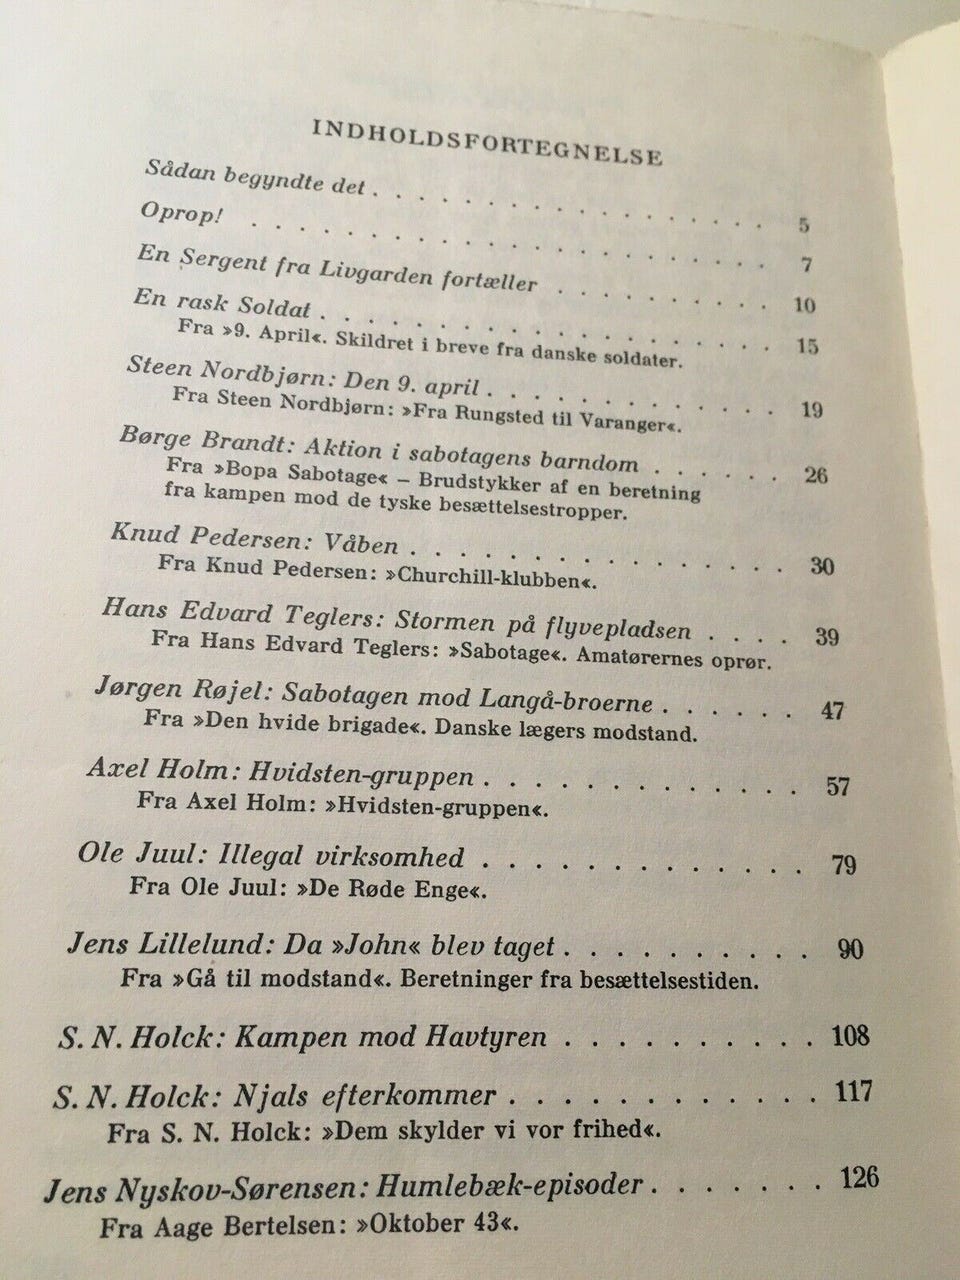 INDHOLDSFORTEGNELSE
Sådan begyndte det . . . . . . . . . . . . . . . . . 5
Oprop! . . . . . . . . . . . . . . . . . . . . . . 7
En Sergent fra Livgarden fortæller . . . . . . . . . 10
En rask Soldat . . . . . . . . . . . . . . . . . . . 15
Fra »9. April«. Skildret i breve fra danske soldater.
Steen Nordbjørn: Den 9. april . . . . . . . . . . . . 19
Fra Steen Nordbjørn: »Fra Rungsted til Varanger«.
Børge Brandt: Aktion i sabotagens barndom . . . . . . 26
Fra »Bopa Sabotage« – Brudstykker af en beretning
fra kampen mod de tyske besættelsestropper.
Knud Pedersen: Våben . . . . . . . . . . . . . . . . 30
Fra Knud Pedersen: »Churchill-klubben«.
Hans Edvard Teglers: Stormen på flyvepladsen . . . . 39
Fra Hans Edvard Teglers: »Sabotage«. Amatørernes oprør.
Jørgen Røjel: Sabotagen mod Langå-broerne . . . . . . 47
Fra »Den hvide brigade«. Danske lægers modstand.
Axel Holm: Hvidsten-gruppen . . . . . . . . . . . . . 57
Fra Axel Holm: »Hvidsten-gruppen«.
Ole Juul: Illegal virksomhed . . . . . . . . . . . . 79
Fra Ole Juul: »De Røde Enge«.
Jens Lillelund: Da »John« blev taget . . . . . . . . . . 90
Fra »Gå til modstand«. Beretninger fra besættelsestiden.
S. N. Holck: Kampen mod Havtyren . . . . . . . . . . 108
S. N. Holck: Njals efterkommer . . . . . . . . . . . . 117
Fra S. N. Holck: »Dem skylder vi vor frihed«.
Jens Nyskov-Sørensen: Humlebæk-episoder . . . . . . . 126
Fra Aage Bertelsen: »Oktober 43«.